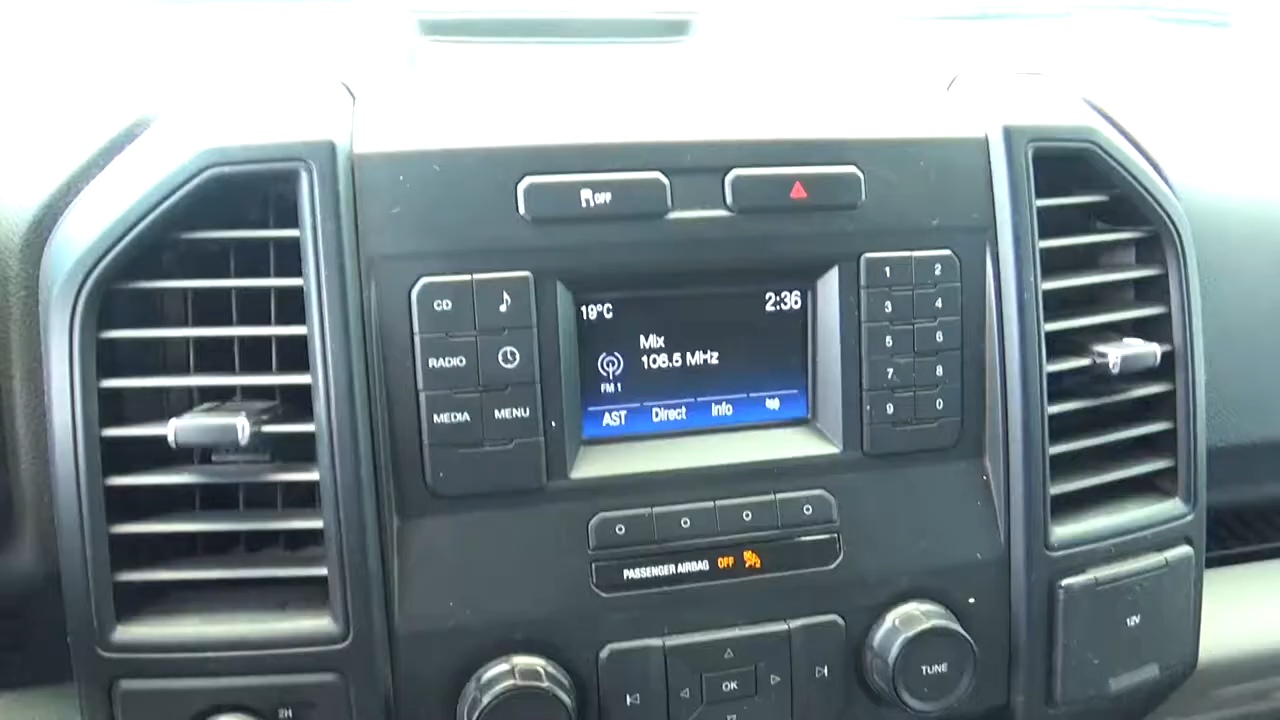 OFF
19°C
2:36
Mix
106.5 MHz
FM 1
AST
Direct
Info
CD
RADIO
MEDIA
MENU
1
2
3
4
5
6
7
8
9
0
PASSENGER AIRBAG OFF
OK
TUNE
12V
2H